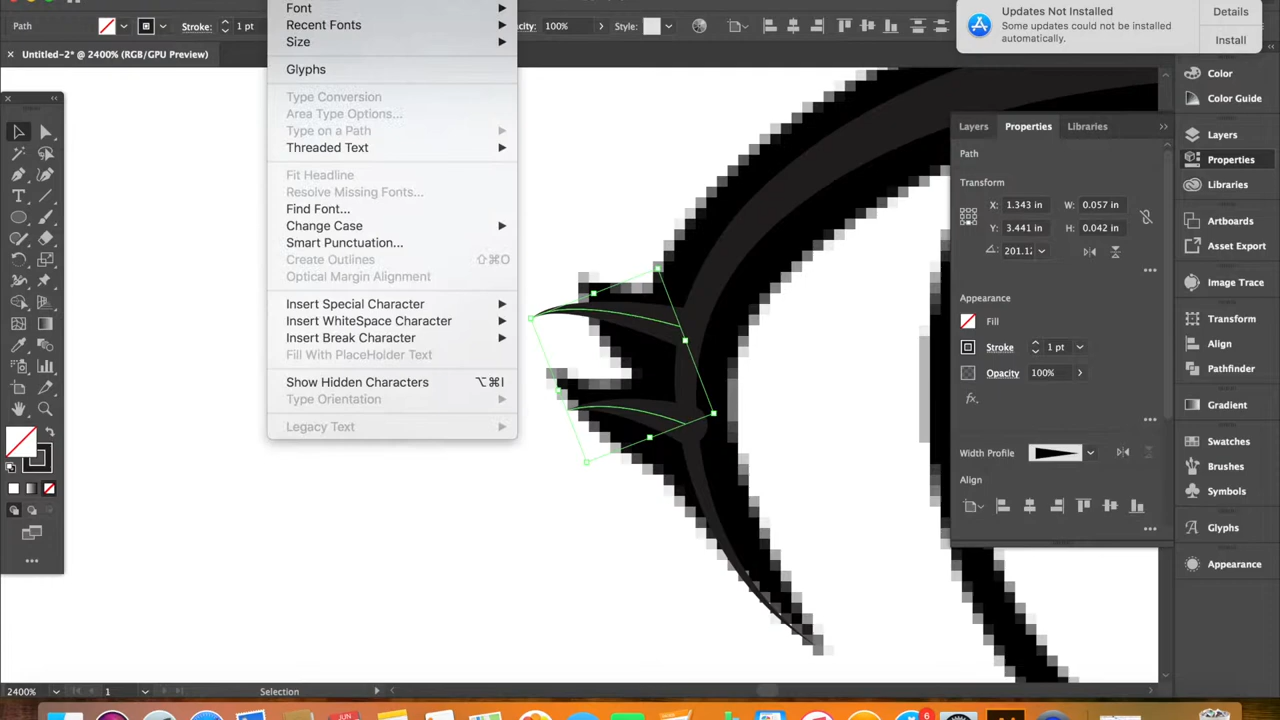 Font
Updates Not Installed
Some updates could not be installed automatically.
Details
Install
Path
Stroke:
1 pt
Recent Fonts
100%
Style:
Size
Untitled-2* @ 2400% (RGB/GPU Preview)
Glyphs
Type Conversion
Area Type Options...
Type on a Path
Threaded Text
Fit Headline
Resolve Missing Fonts...
Find Font...
Change Case
Smart Punctuation...
Create Outlines ⇧⌘O
Optical Margin Alignment
Insert Special Character
Insert WhiteSpace Character
Insert Break Character
Fill With PlaceHolder Text
Show Hidden Characters ⌥⌘I
Type Orientation
Legacy Text
Layers Properties Libraries
Path
Transform
X: 1.343 in W: 0.057 in
Y: 3.441 in H: 0.042 in
201.12
Appearance
Fill
Stroke 1 pt
Opacity 100%
fx.
Width Profile
Align
Color
Color Guide
Layers
Properties
Libraries
Artboards
Asset Export
Image Trace
Transform
Align
Pathfinder
Gradient
Swatches
Brushes
Symbols
Glyphs
Appearance
2400% 1 Selection
JUN
6